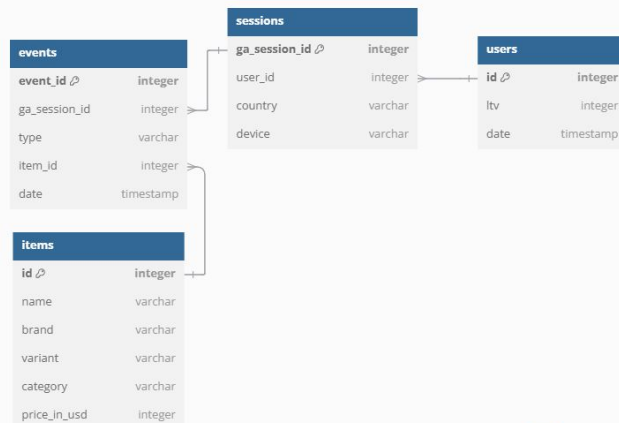 events
event_id integer
ga_session_id integer
type varchar
item_id integer
date timestamp
sessions
ga_session_id integer
user_id integer
country varchar
device varchar
users
id integer
ltv integer
date timestamp
items
id integer
name varchar
brand varchar
variant varchar
category varchar
price_in_usd integer